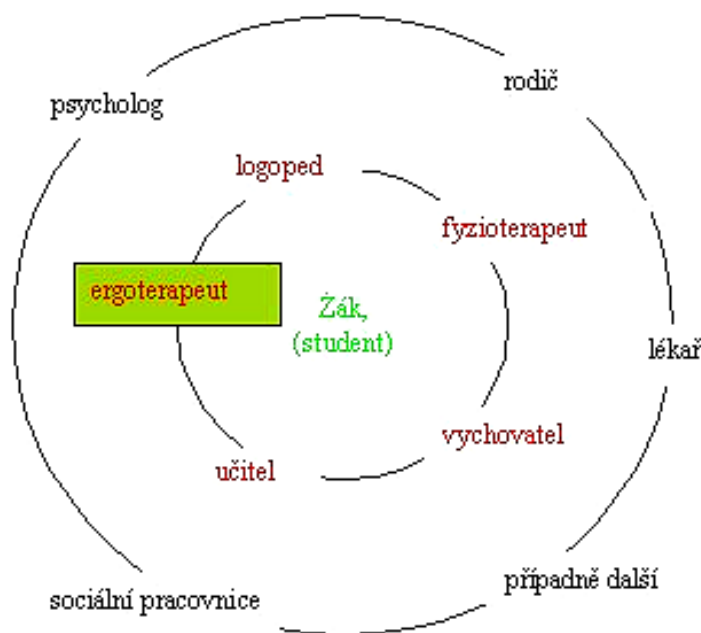 rodič
psycholog
logoped
fyzioterapeut
ergoterapeut
Žák,
(student)
lékař
vychovatel
učitel
případně další
sociální pracovnice